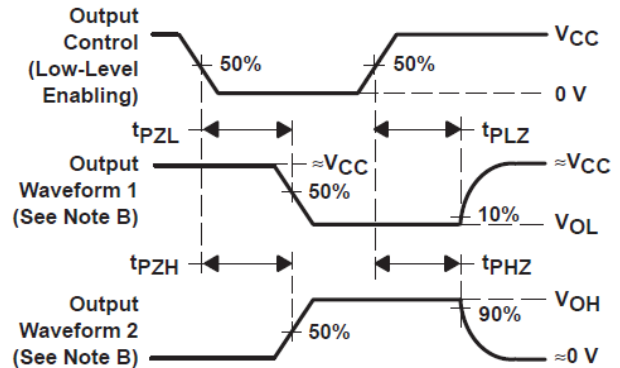 Output
Control
(Low-Level
Enabling)
50%
50%
VCC
0 V
tPZL
tPLZ
Output
Waveform 1
(See Note B)
≈VCC
50%
≈VCC
10%
VOL
tPZH
tPHZ
Output
Waveform 2
(See Note B)
50%
VOH
90%
≈0 V